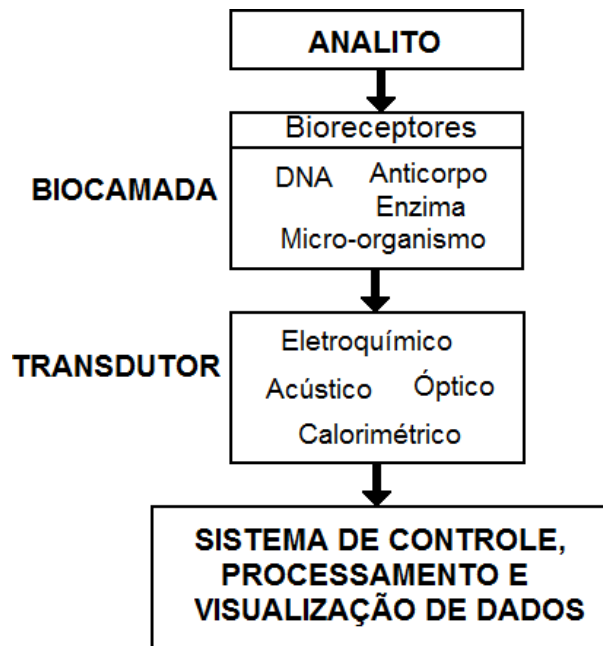 ANALITO
Bioreceptores
BIOCAMADA
DNA Anticorpo
Enzima
Micro-organismo
TRANSDUTOR
Eletroquímico
Acústico Óptico
Calorimétrico
SISTEMA DE CONTROLE,
PROCESSAMENTO E
VISUALIZAÇÃO DE DADOS